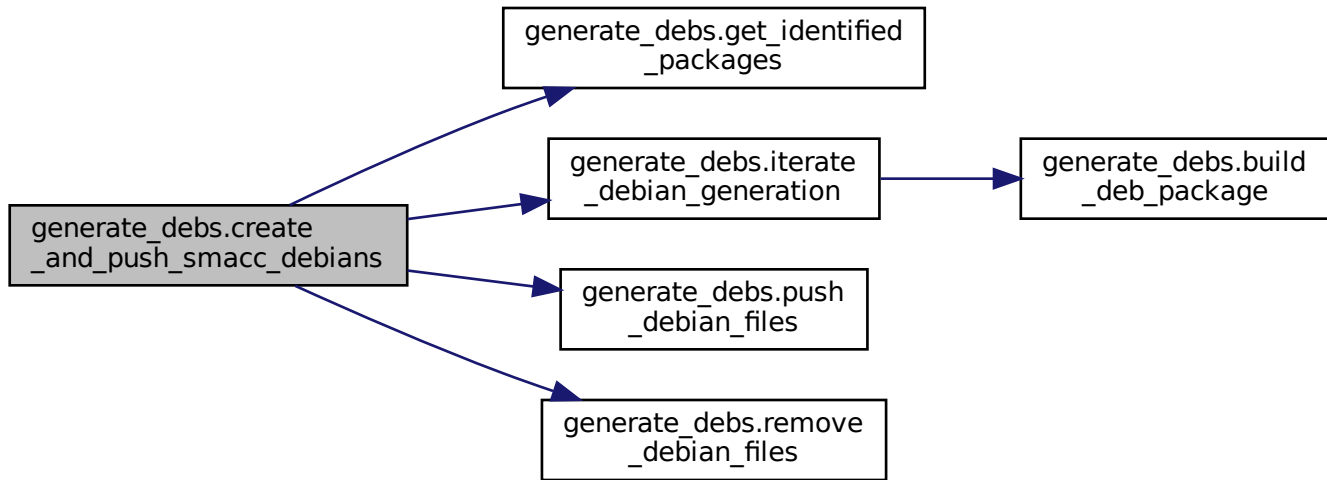 generate_debs.get_identified
_packages
generate_debs.iterate
_debian_generation
generate_debs.build
_deb_package
generate_debs.create
_and_push_smacc_debians
generate_debs.push
_debian_files
generate_debs.remove
_debian_files